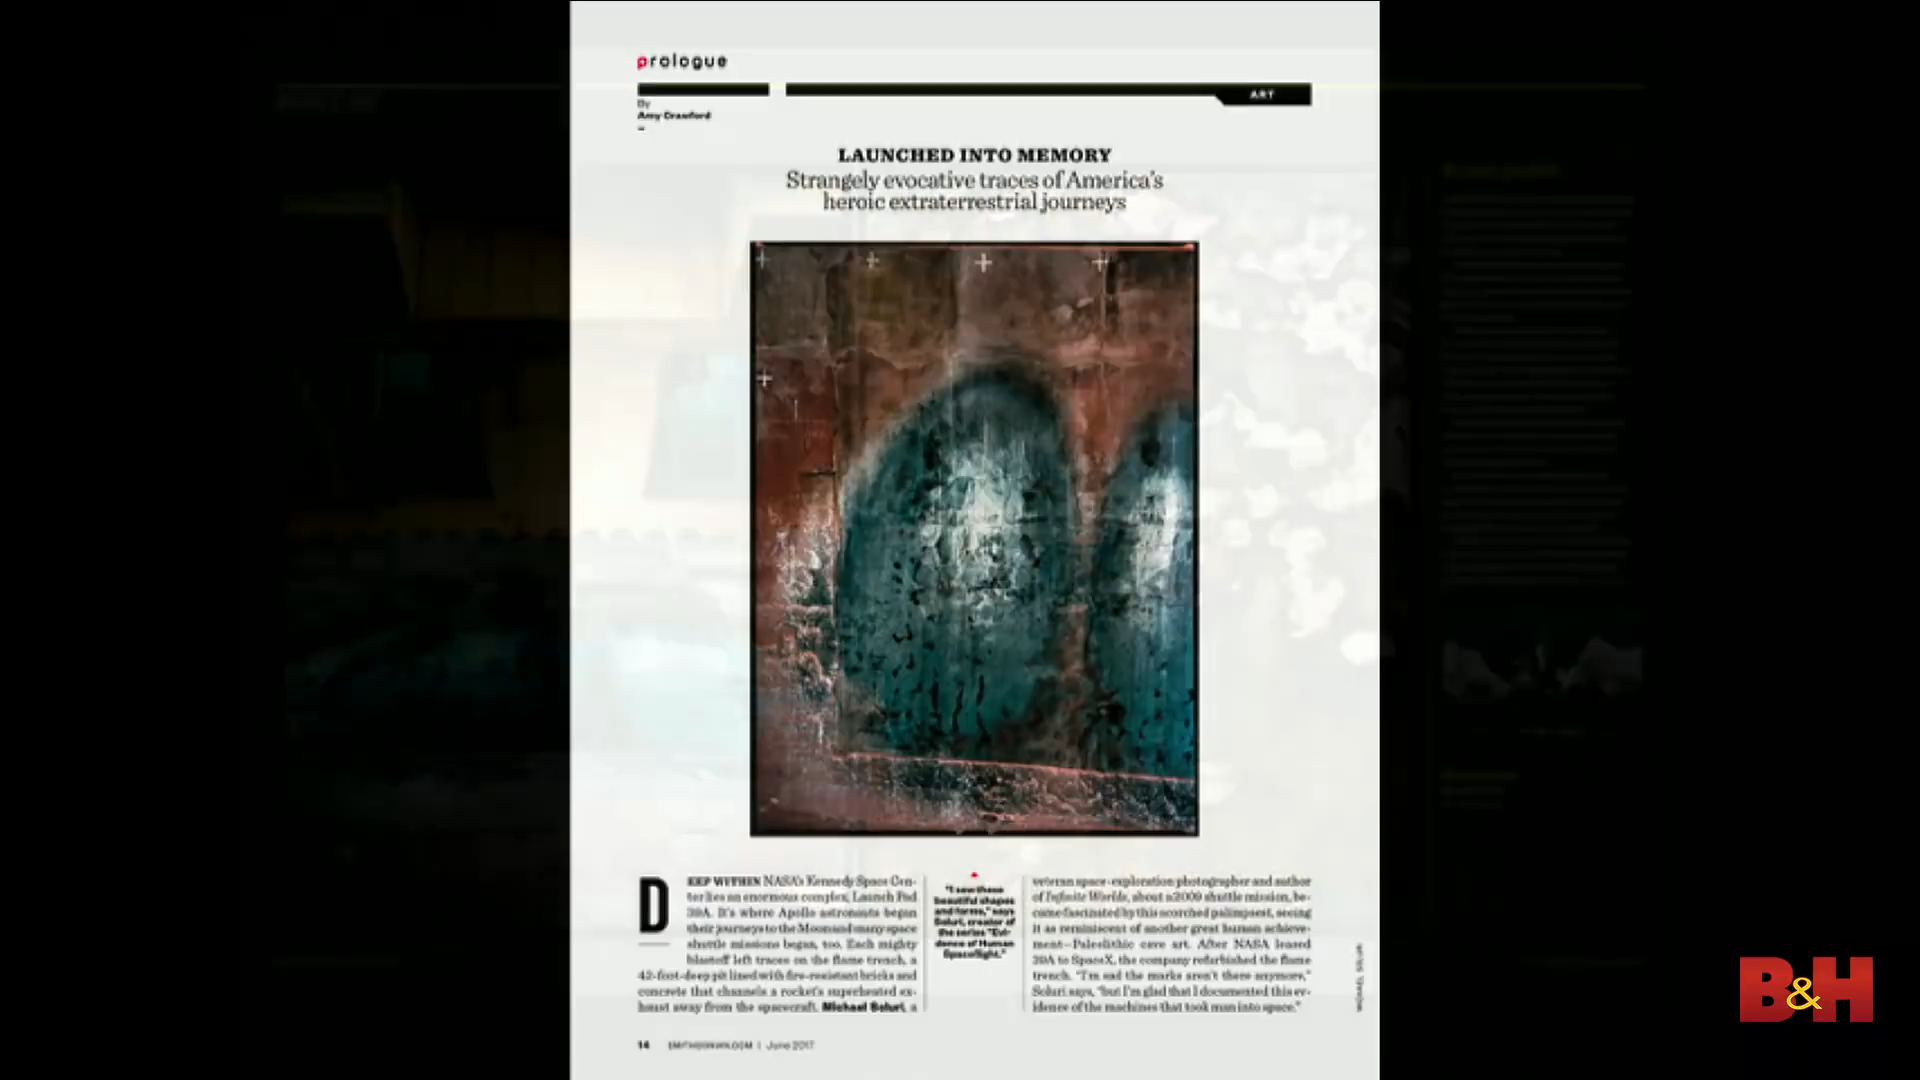 prologue
ART
By
Amy Crawford
LAUNCHED INTO MEMORY
Strangely evocative traces of America's
heroic extraterrestrial journeys
DEEP WITHIN NASA's Kennedy Space Cen-
ter lies an enormous complex, Launch Pad
39A. It's where Apollo astronauts began
their journeys to the Moon and many space
shuttle missions began, too. Each mighty
blastoff left traces on the flame trench, a
42-foot-deep pit lined with fire-resistant bricks and
concrete that channels a rocket's superheated ex-
haust away from the spacecraft. Michael Soluri, a
"I saw these
beautiful shapes
and forms," says
Soluri, creator of
the series "Evi-
dence of Human
Spaceflight."
veteran space-exploration photographer and author
of Infinite Worlds, about a 2009 shuttle mission, be-
came fascinated by this scorched palimpsest, seeing
it as reminiscent of another great human achieve-
ment—Paleolithic cave art. After NASA leased
39A to SpaceX, the company refurbished the flame
trench. "I'm sad the marks aren't there anymore,"
Soluri says, "but I'm glad that I documented this ev-
idence of the machines that took man into space."
MICHAEL SOLURI
14 SMITHSONIAN.COM | June 2017
B&H